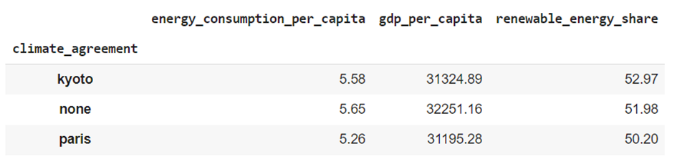 energy_consumption_per_capita gdp_per_capita renewable_energy_share
climate_agreement
kyoto 5.58 31324.89 52.97
none 5.65 32251.16 51.98
paris 5.26 31195.28 50.20